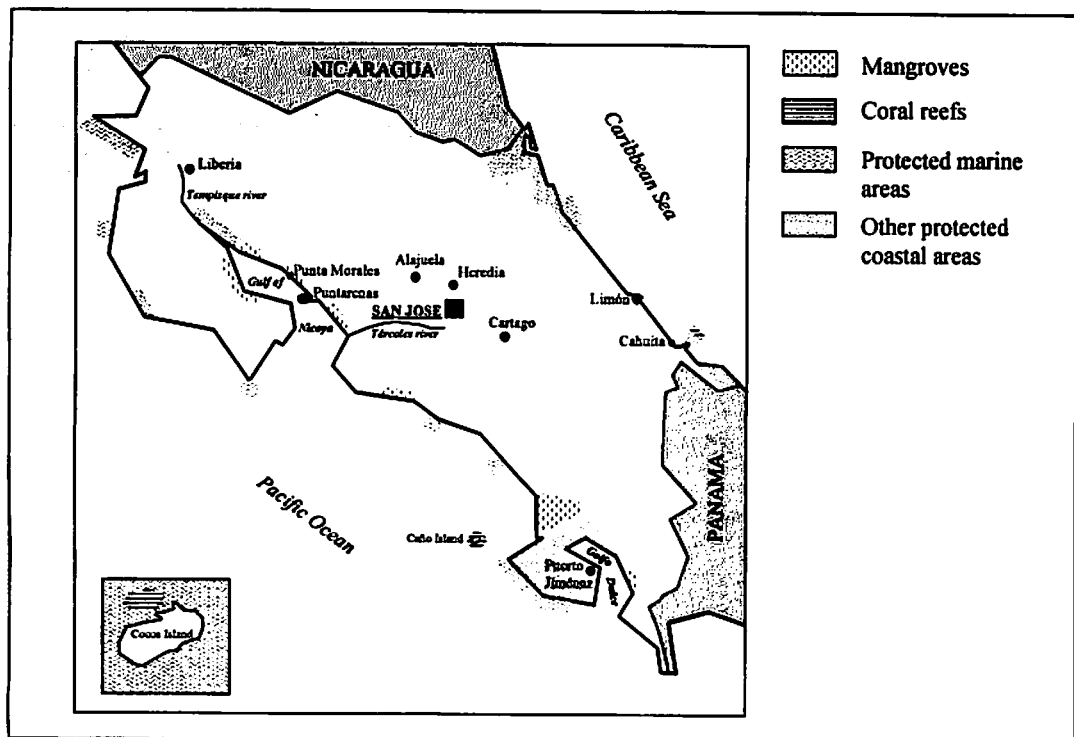 NICARAGUA
Caribbean Sea
Liberia
Tempisque river
Gulf of
Nicoya
Punta Morales
Puntarenas
Alajuela
Heredia
SAN JOSE
Tárcoles river
Cartago
Limón
Cahuita
PANAMA
Pacific Ocean
Caño Island
Puerto
Jiménez
Golfo
Dulce
Cocos Island
Mangroves
Coral reefs
Protected marine
areas
Other protected
coastal areas